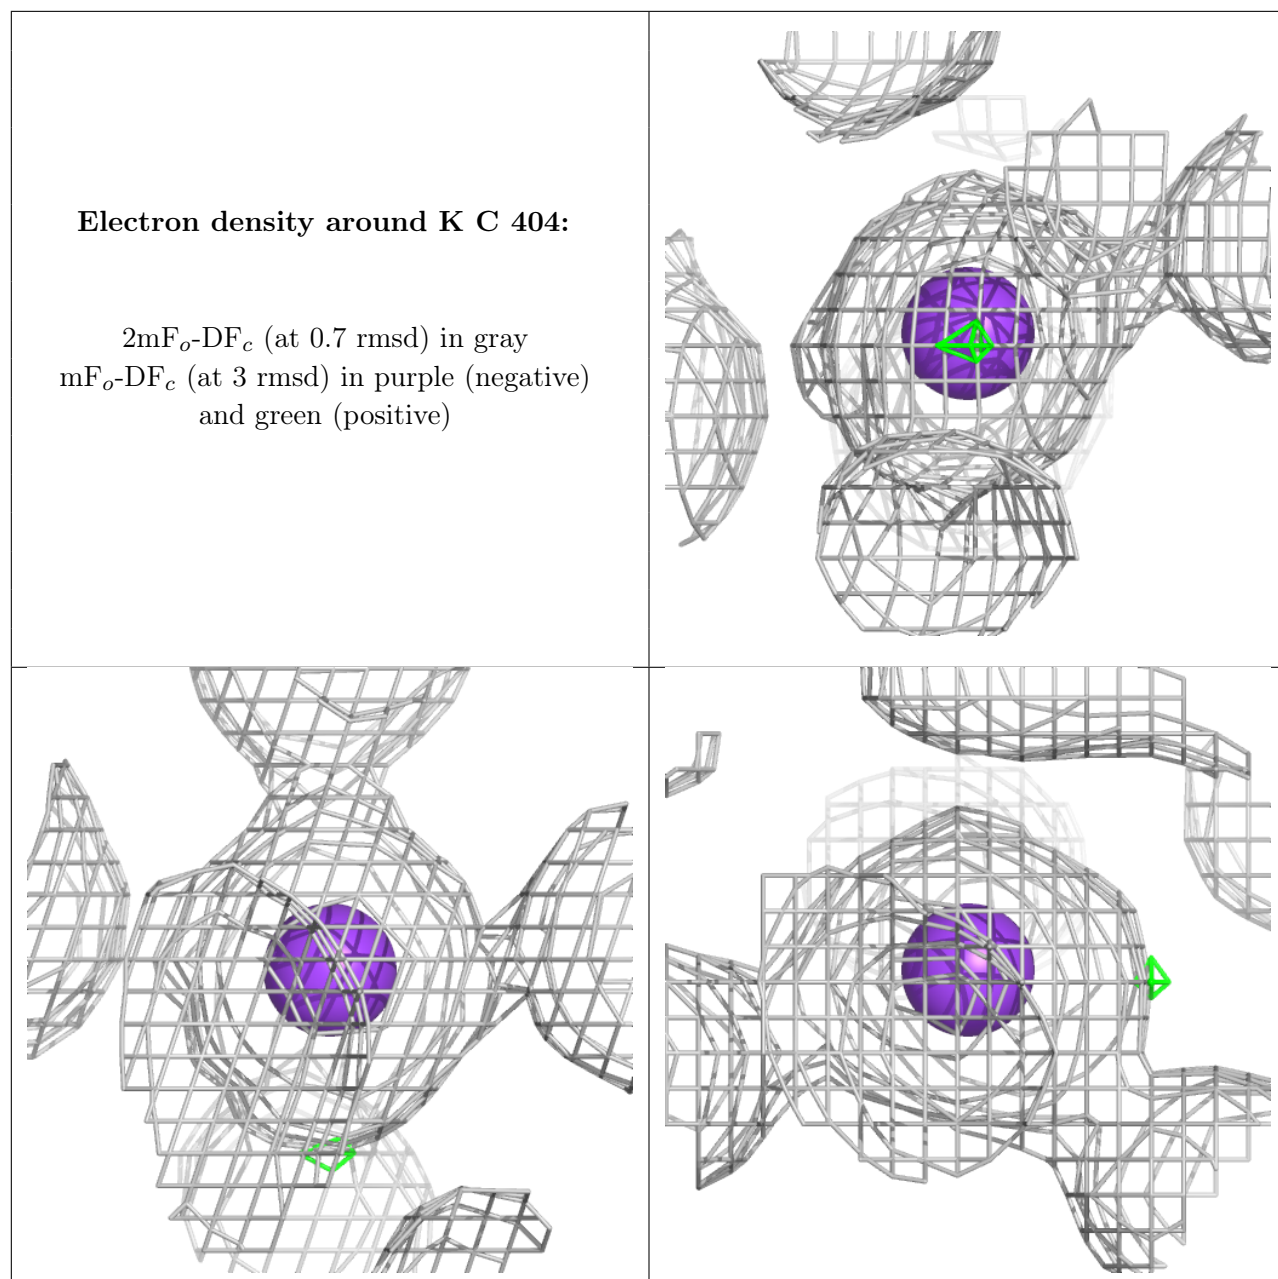 Electron density around K C 404:
2mFo-DFc (at 0.7 rmsd) in gray
mFo-DFc (at 3 rmsd) in purple (negative)
and green (positive)